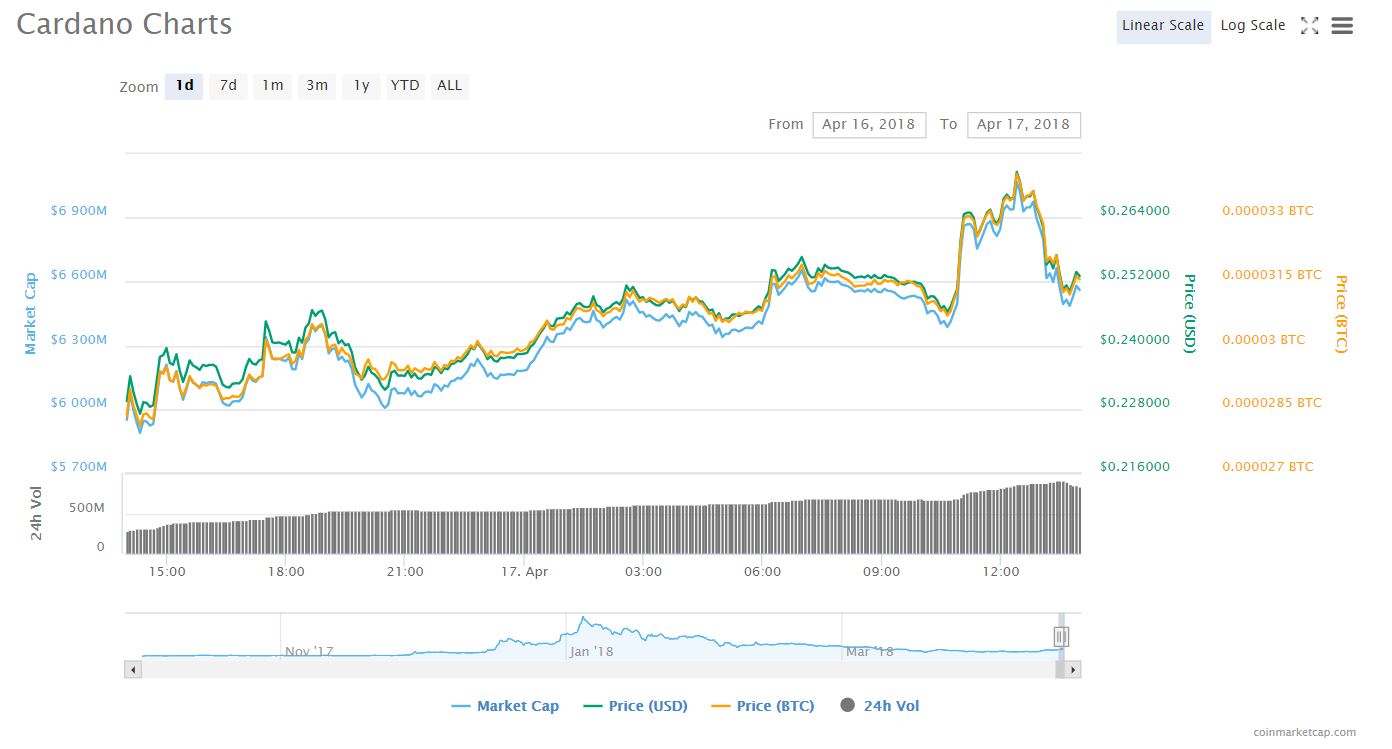 Cardano Charts
Linear Scale Log Scale
Zoom 1d 7d 1m 3m 1y YTD ALL
From Apr 16, 2018 To Apr 17, 2018
$6 900M $0.264000 0.000033 BTC
$6 600M $0.252000 0.0000315 BTC
Market Cap Price (USD) Price (BTC)
$6 300M $0.240000 0.00003 BTC
$6 000M $0.228000 0.0000285 BTC
$5 700M $0.216000 0.000027 BTC
24h Vol
500M
0
15:00 18:00 21:00 17. Apr 03:00 06:00 09:00 12:00
Nov '17 Jan '18 Mar '18
Market Cap Price (USD) Price (BTC) 24h Vol
coinmarketcap.com